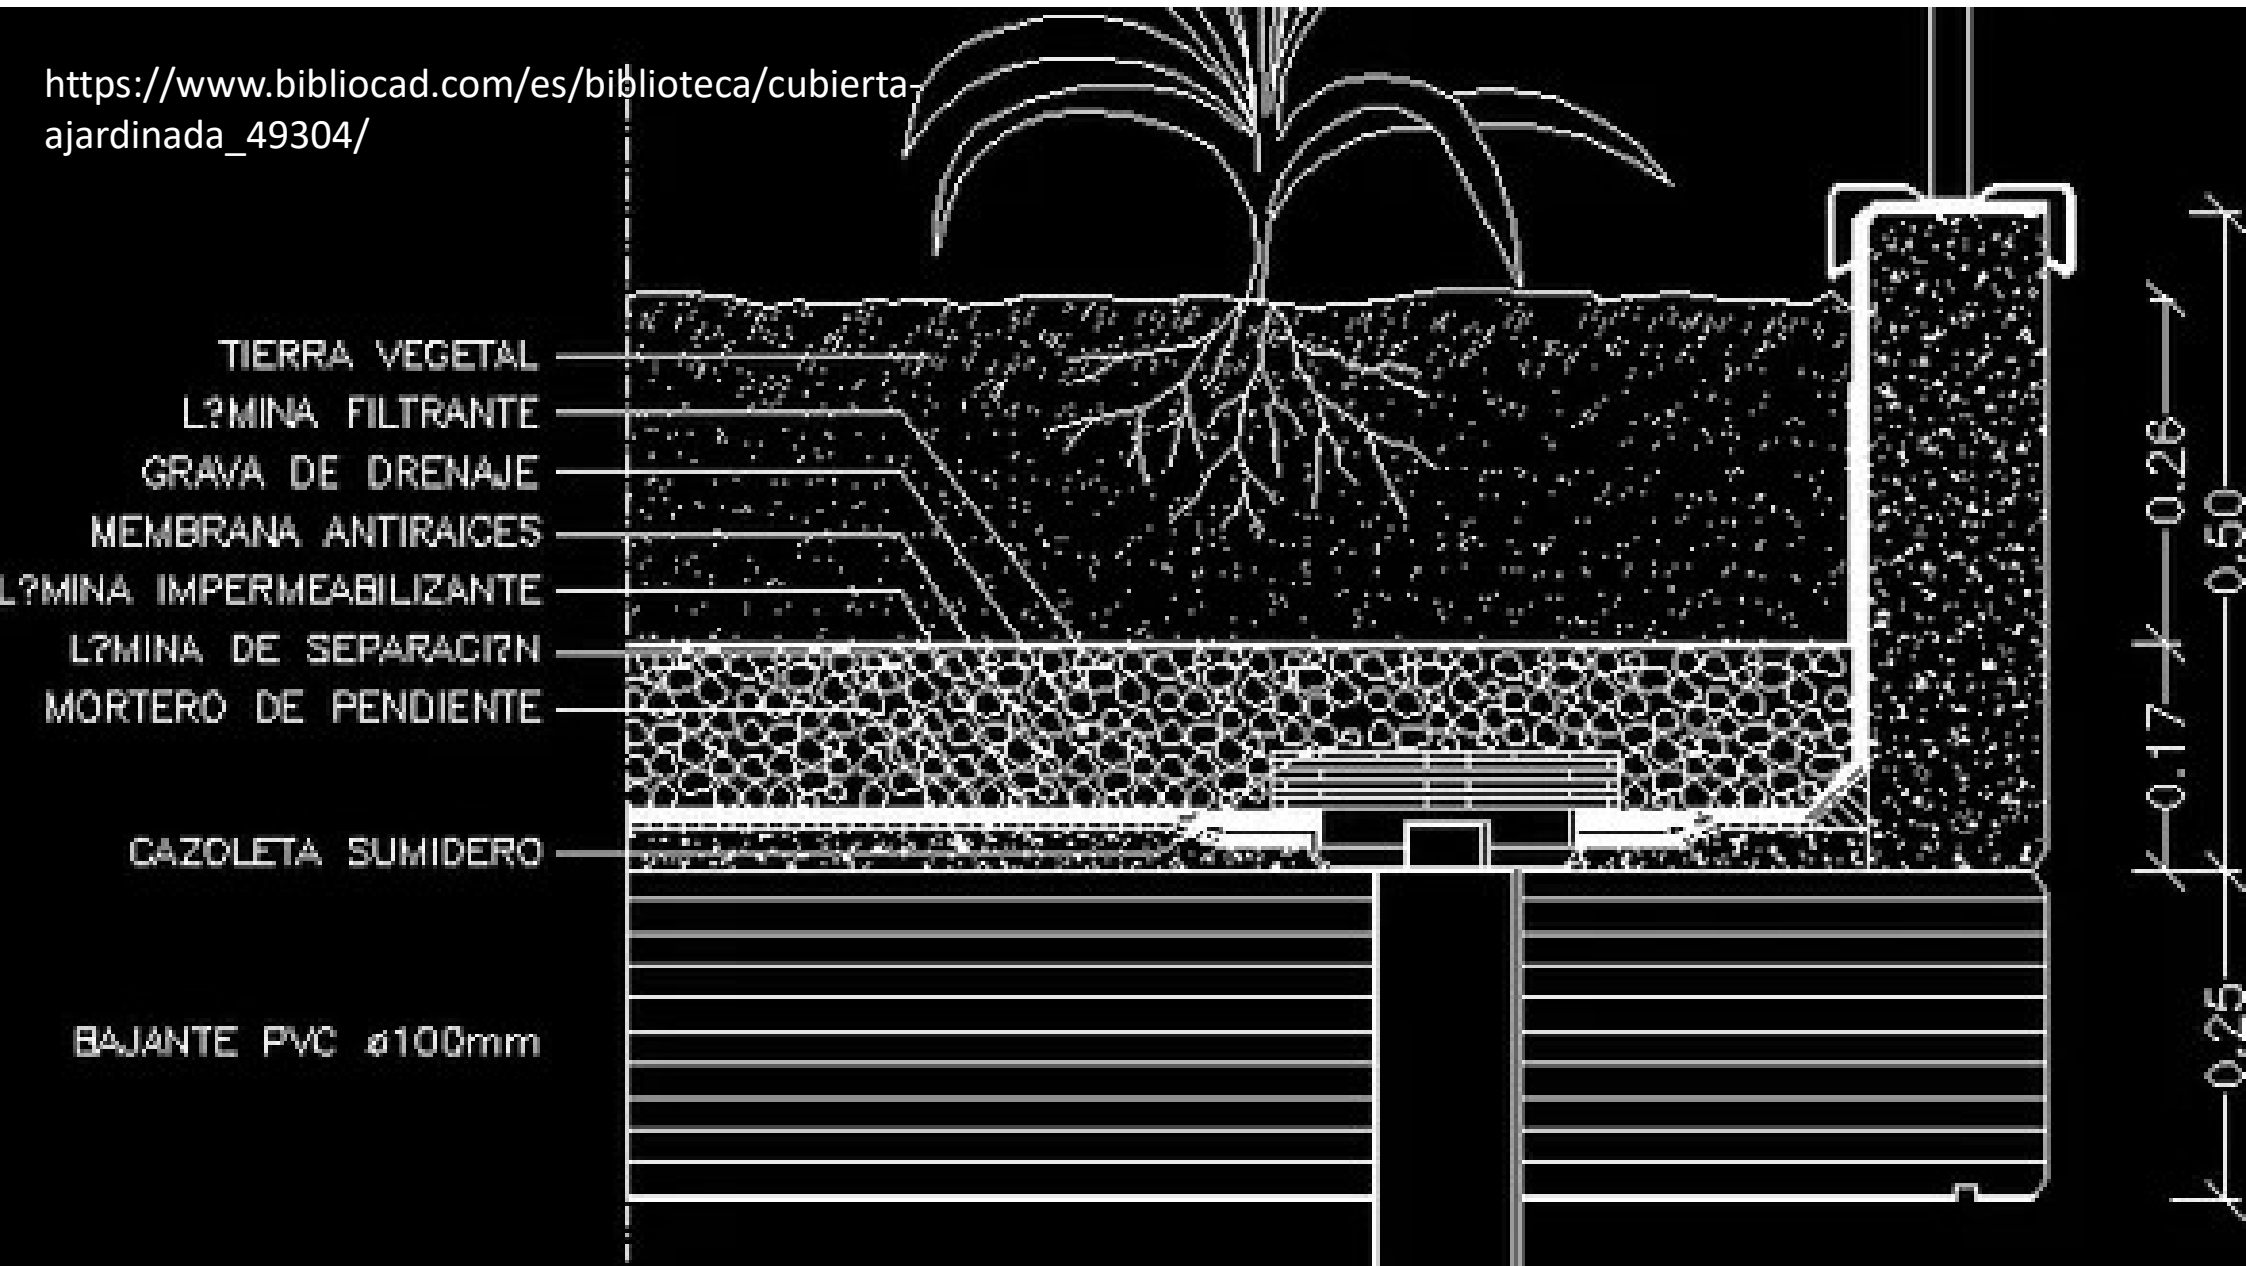 https://www.bibliocad.com/es/biblioteca/cubierta-
ajardinada_49304/
TIERRA VEGETAL
L?MINA FILTRANTE
GRAVA DE DRENAJE
MEMBRANA ANTIRAICES
L?MINA IMPERMEABILIZANTE
L?MINA DE SEPARACI?N
MORTERO DE PENDIENTE
CAZOLETA SUMIDERO
BAJANTE PVC ø100mm
0.26
0.50
0.17
0.25